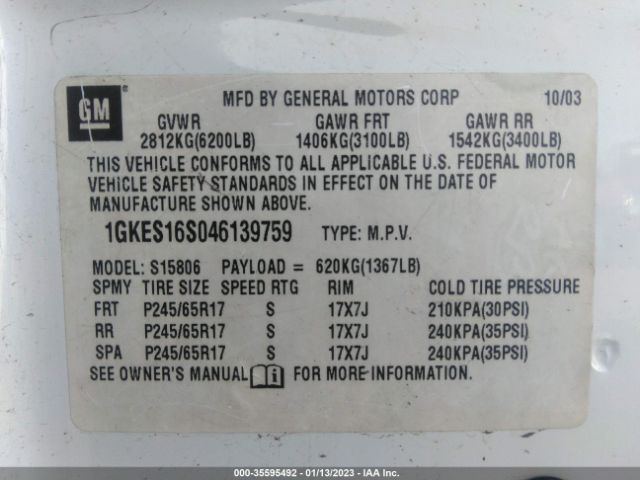 GM
MFD BY GENERAL MOTORS CORP 10/03
GVWR GAWR FRT GAWR RR
2812KG(6200LB) 1406KG(3100LB) 1542KG(3400LB)
THIS VEHICLE CONFORMS TO ALL APPLICABLE U.S. FEDERAL MOTOR
VEHICLE SAFETY STANDARDS IN EFFECT ON THE DATE OF
MANUFACTURE SHOWN ABOVE.
1GKES16S046139759 TYPE: M.P.V.
MODEL: S15806 PAYLOAD = 620KG(1367LB)
SPMY TIRE SIZE SPEED RTG RIM COLD TIRE PRESSURE
FRT P245/65R17 S 17X7J 210KPA(30PSI)
RR P245/65R17 S 17X7J 240KPA(35PSI)
SPA P245/65R17 S 17X7J 240KPA(35PSI)
SEE OWNER'S MANUAL FOR MORE INFORMATION.
000-35595492 - 01/13/2023 - IAA Inc.